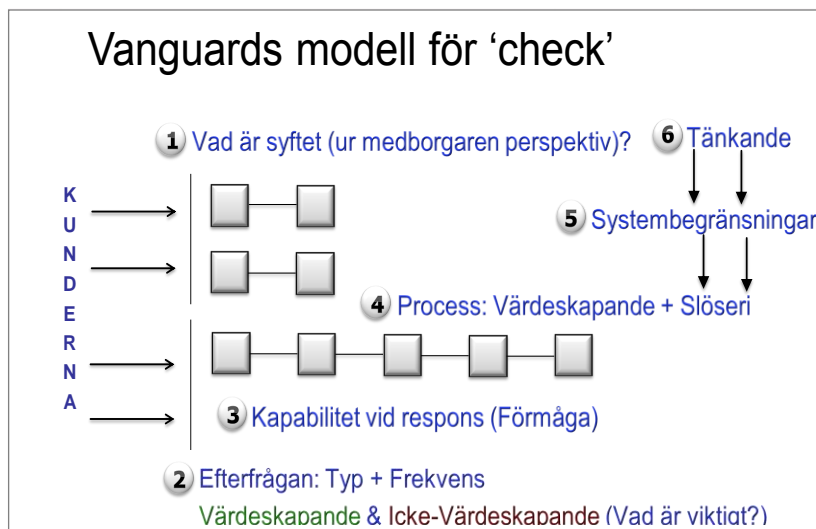 Vanguards modell för ‘check’
1 Vad är syftet (ur medborgaren perspektiv)?
6 Tänkande
KUNDERNA
5 Systembegränsningar
4 Process: Värdeskapande + Slöseri
3 Kapabilitet vid respons (Förmåga)
2 Efterfrågan: Typ + Frekvens
Värdeskapande & Icke-Värdeskapande (Vad är viktigt?)